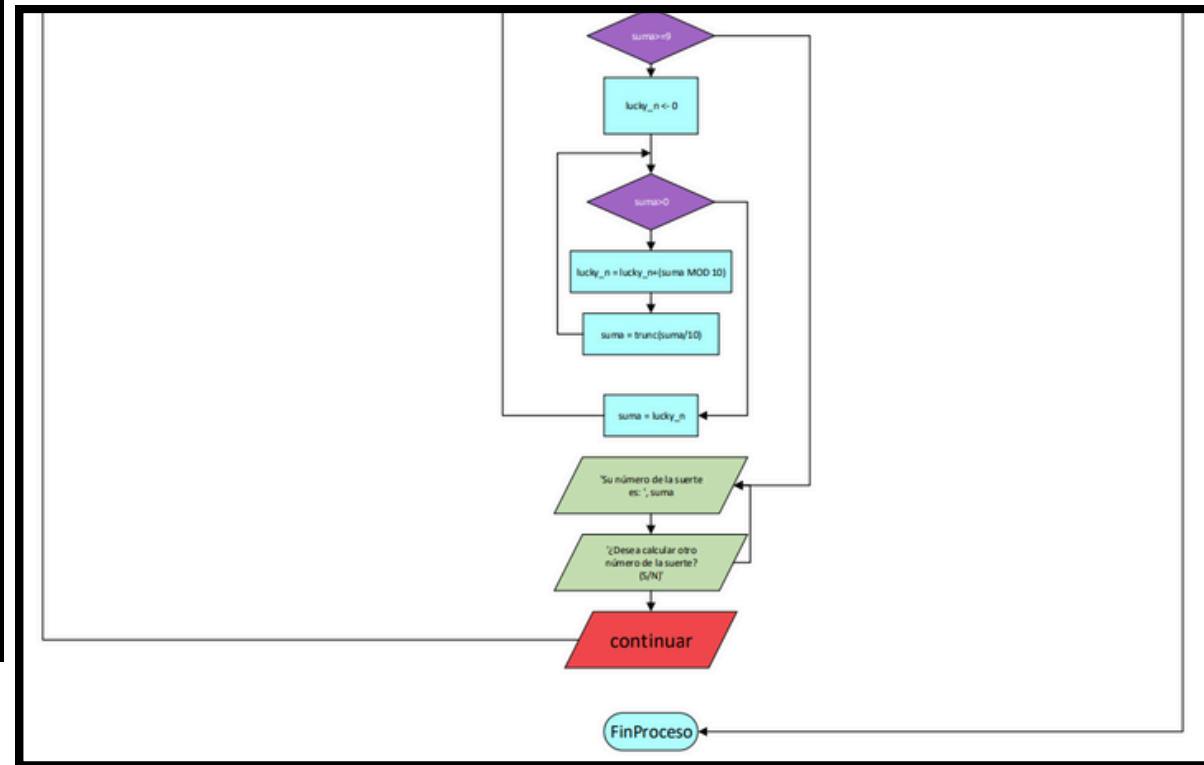 suma>=9
lucky_n <- 0
suma>0
lucky_n = lucky_n+(suma MOD 10)
suma = trunc(suma/10)
suma = lucky_n
'Su número de la suerte
es: ', suma
'¿Desea calcular otro
número de la suerte?
(S/N)'
continuar
FinProceso